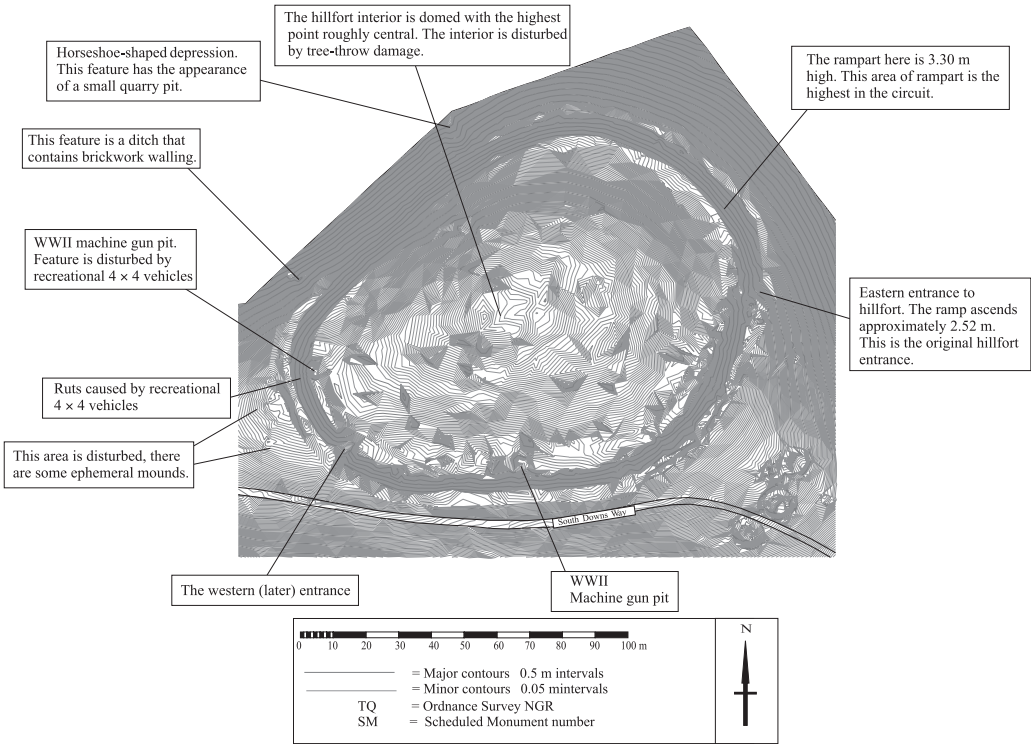 The hillfort interior is domed with the highest
point roughly central. The interior is disturbed
by tree-throw damage.
Horseshoe-shaped depression.
This feature has the appearance
of a small quarry pit.
The rampart here is 3.30 m
high. This area of rampart is the
highest in the circuit.
This feature is a ditch that
contains brickwork walling.
WWII machine gun pit.
Feature is disturbed by
recreational 4 × 4 vehicles
Eastern entrance to
hillfort. The ramp ascends
approximately 2.52 m.
This is the original hillfort
entrance.
Ruts caused by recreational
4 × 4 vehicles
This area is disturbed, there
are some ephemeral mounds.
South Downs Way
The western (later) entrance
WWII
Machine gun pit
0 10 20 30 40 50 60 70 80 90 100 m
N
= Major contours 0.5 m intervals
= Minor contours 0.05 mintervals
TQ = Ordnance Survey NGR
SM = Scheduled Monument number